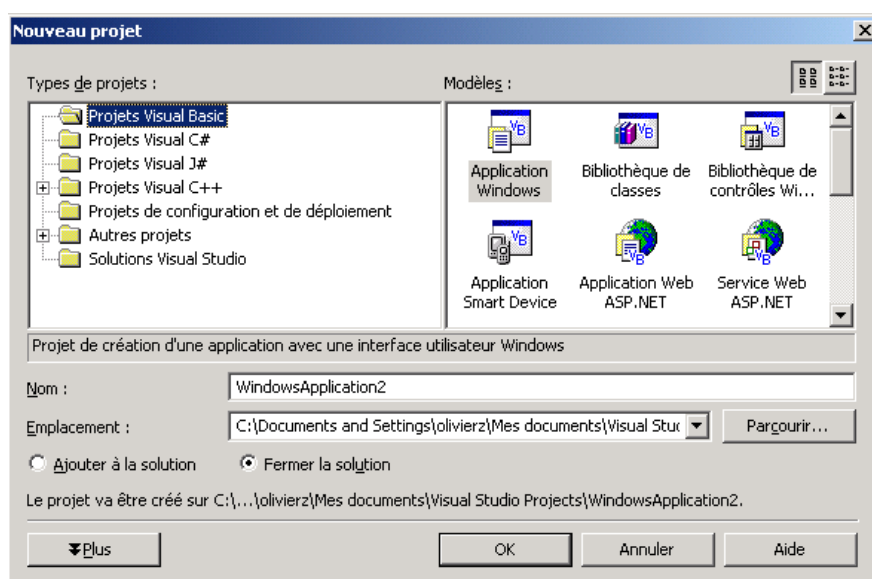 Nouveau projet
Types de projets :
Modèles :
Projets Visual Basic
Projets Visual C#
Projets Visual J#
Projets Visual C++
Projets de configuration et de déploiement
Autres projets
Solutions Visual Studio
Application Windows
Bibliothèque de classes
Bibliothèque de contrôles Wi...
Application Smart Device
Application Web ASP.NET
Service Web ASP.NET
Projet de création d'une application avec une interface utilisateur Windows
Nom :
WindowsApplication2
Emplacement :
C:\Documents and Settings\olivierz\Mes documents\Visual Stuc
Parcourir...
Ajouter à la solution
Fermer la solution
Le projet va être créé sur C:\...\olivierz\Mes documents\Visual Studio Projects\WindowsApplication2.
Plus
OK
Annuler
Aide